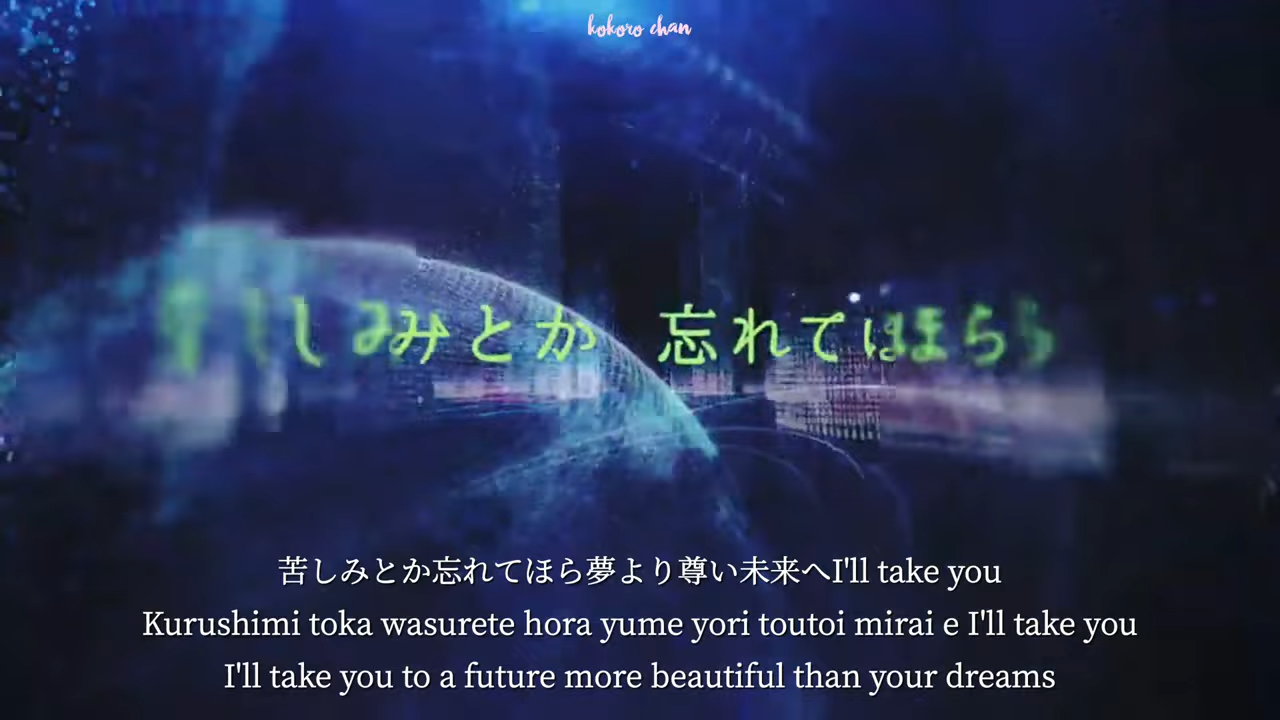 kokoro chan
苦しみとか 忘れてほら
苦しみとか忘れてほら夢より尊い未来へI'll take you
Kurushimi toka wasurete hora yume yori toutoi mirai e I'll take you
I'll take you to a future more beautiful than your dreams